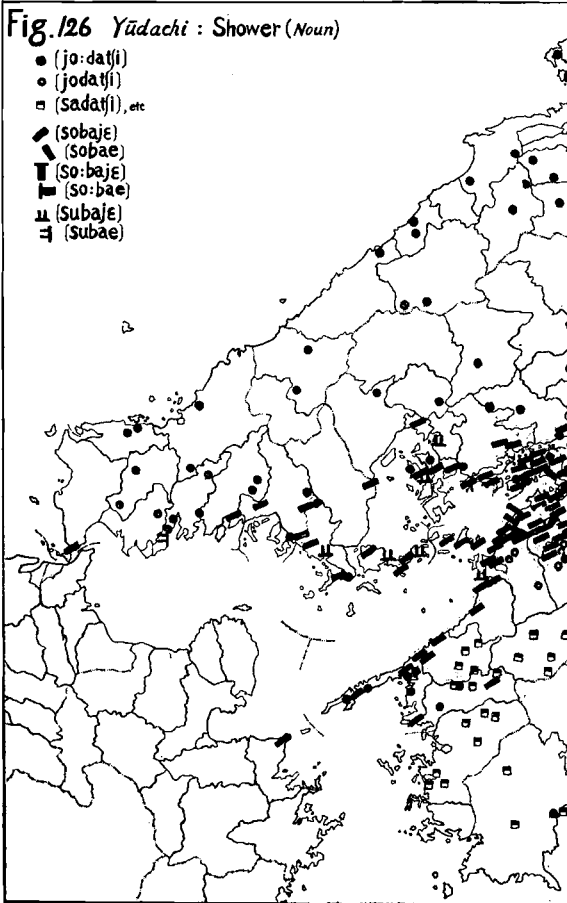 Fig. 126 Yūdachi : Shower (Noun)
(jo:datʃi)
(jodatʃi)
(sadatʃi), etc
(sobajɛ)
(sobae)
(so:bajɛ)
(so:bae)
(subajɛ)
(subae)